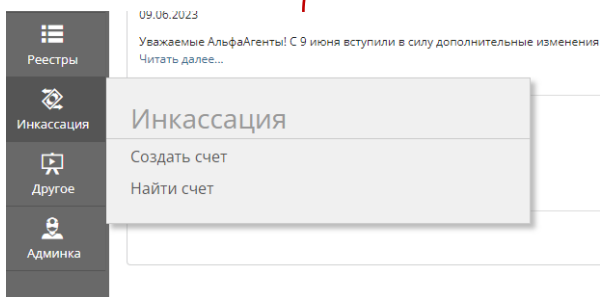 09.06.2023
Уважаемые АльфаАгенты! С 9 июня вступили в силу дополнительные изменения
Читать далее...
Реестры
Инкассация
Другое
Админка
Инкассация
Создать счет
Найти счет